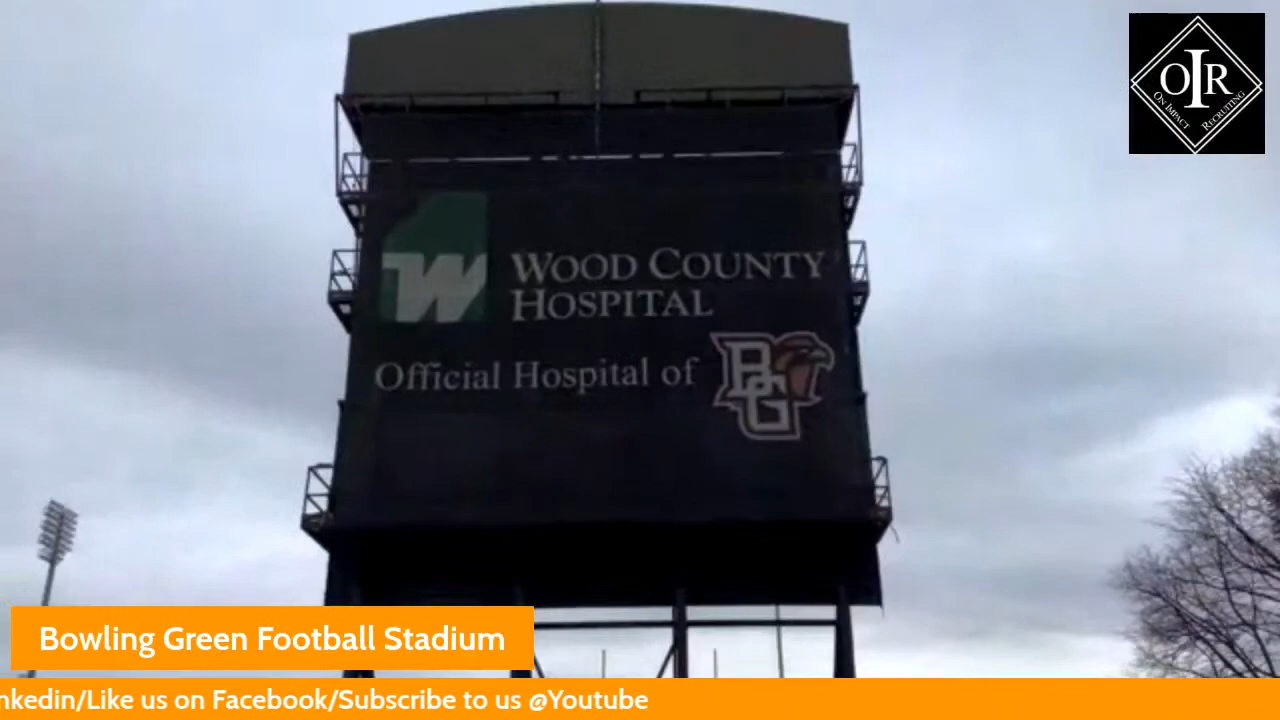 OIR
ON IMPACT RECRUITING
WOOD COUNTY
HOSPITAL
Official Hospital of BG
Bowling Green Football Stadium
nkedin/Like us on Facebook/Subscribe to us @Youtube